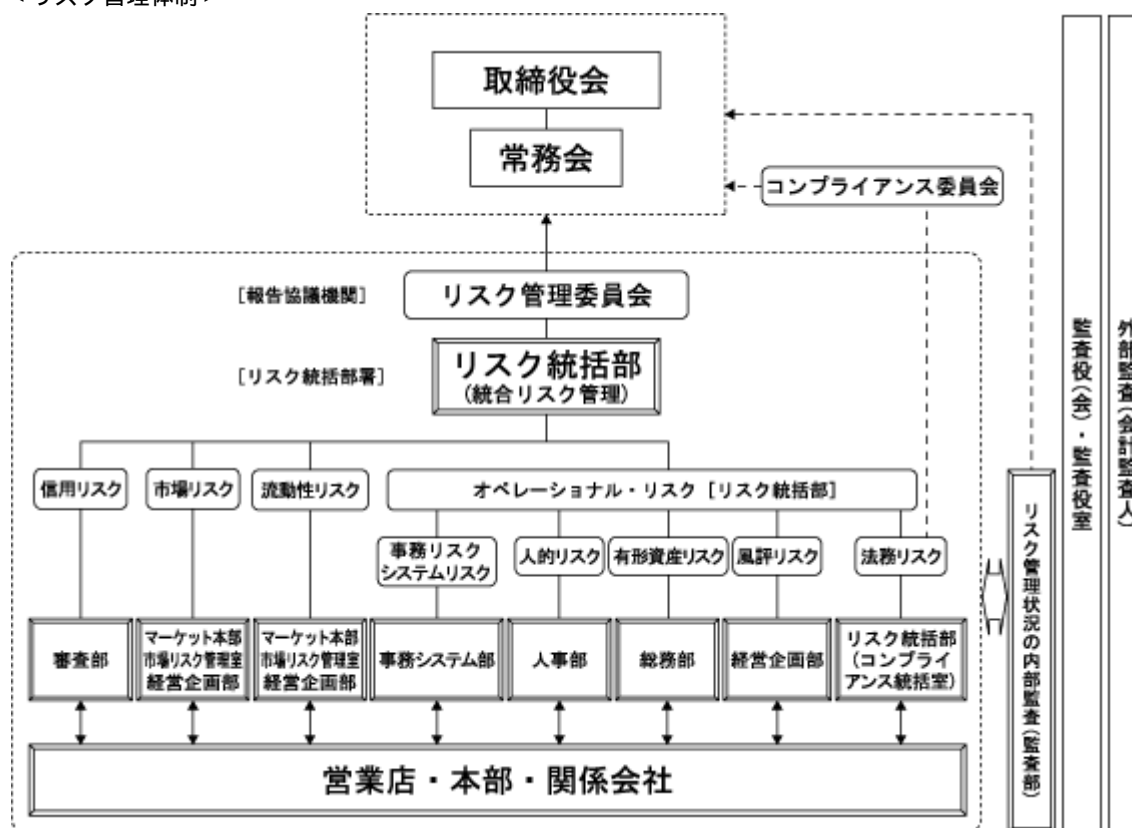 <リスク管理体制>
取締役会
常務会
コンプライアンス委員会
[報告協議機関]
リスク管理委員会
[リスク統括部署]
リスク統括部
(統合リスク管理)
信用リスク
市場リスク
流動性リスク
オペレーショナル・リスク[リスク統括部]
事務リスク
システムリスク
人的リスク
有形資産リスク
風評リスク
法務リスク
審査部
マーケット本部
市場リスク管理室
経営企画部
マーケット本部
市場リスク管理室
経営企画部
事務システム部
人事部
総務部
経営企画部
リスク統括部
(コンプライ
アンス統括室)
営業店・本部・関係会社
リスク管理状況の内部監査(監査部)
監査役(会)・監査役室
外部監査(会計監査人)